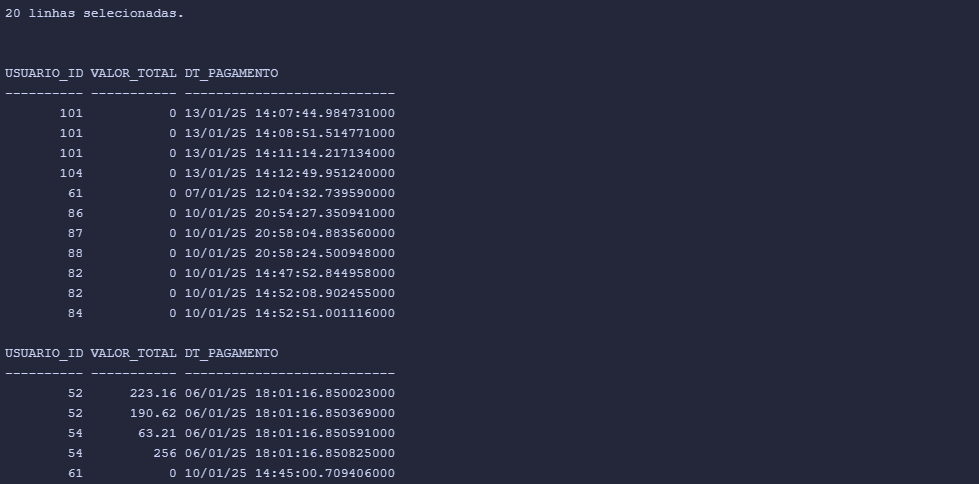 20 linhas selecionadas.
USUARIO_ID VALOR_TOTAL DT_PAGAMENTO
---------- ----------- ---------------------------
101 0 13/01/25 14:07:44.984731000
101 0 13/01/25 14:08:51.514771000
101 0 13/01/25 14:11:14.217134000
104 0 13/01/25 14:12:49.951240000
61 0 07/01/25 12:04:32.739590000
86 0 10/01/25 20:54:27.350941000
87 0 10/01/25 20:58:04.883560000
88 0 10/01/25 20:58:24.500948000
82 0 10/01/25 14:47:52.844958000
82 0 10/01/25 14:52:08.902455000
84 0 10/01/25 14:52:51.001116000
USUARIO_ID VALOR_TOTAL DT_PAGAMENTO
---------- ----------- ---------------------------
52 223.16 06/01/25 18:01:16.850023000
52 190.62 06/01/25 18:01:16.850369000
54 63.21 06/01/25 18:01:16.850591000
54 256 06/01/25 18:01:16.850825000
61 0 10/01/25 14:45:00.709406000